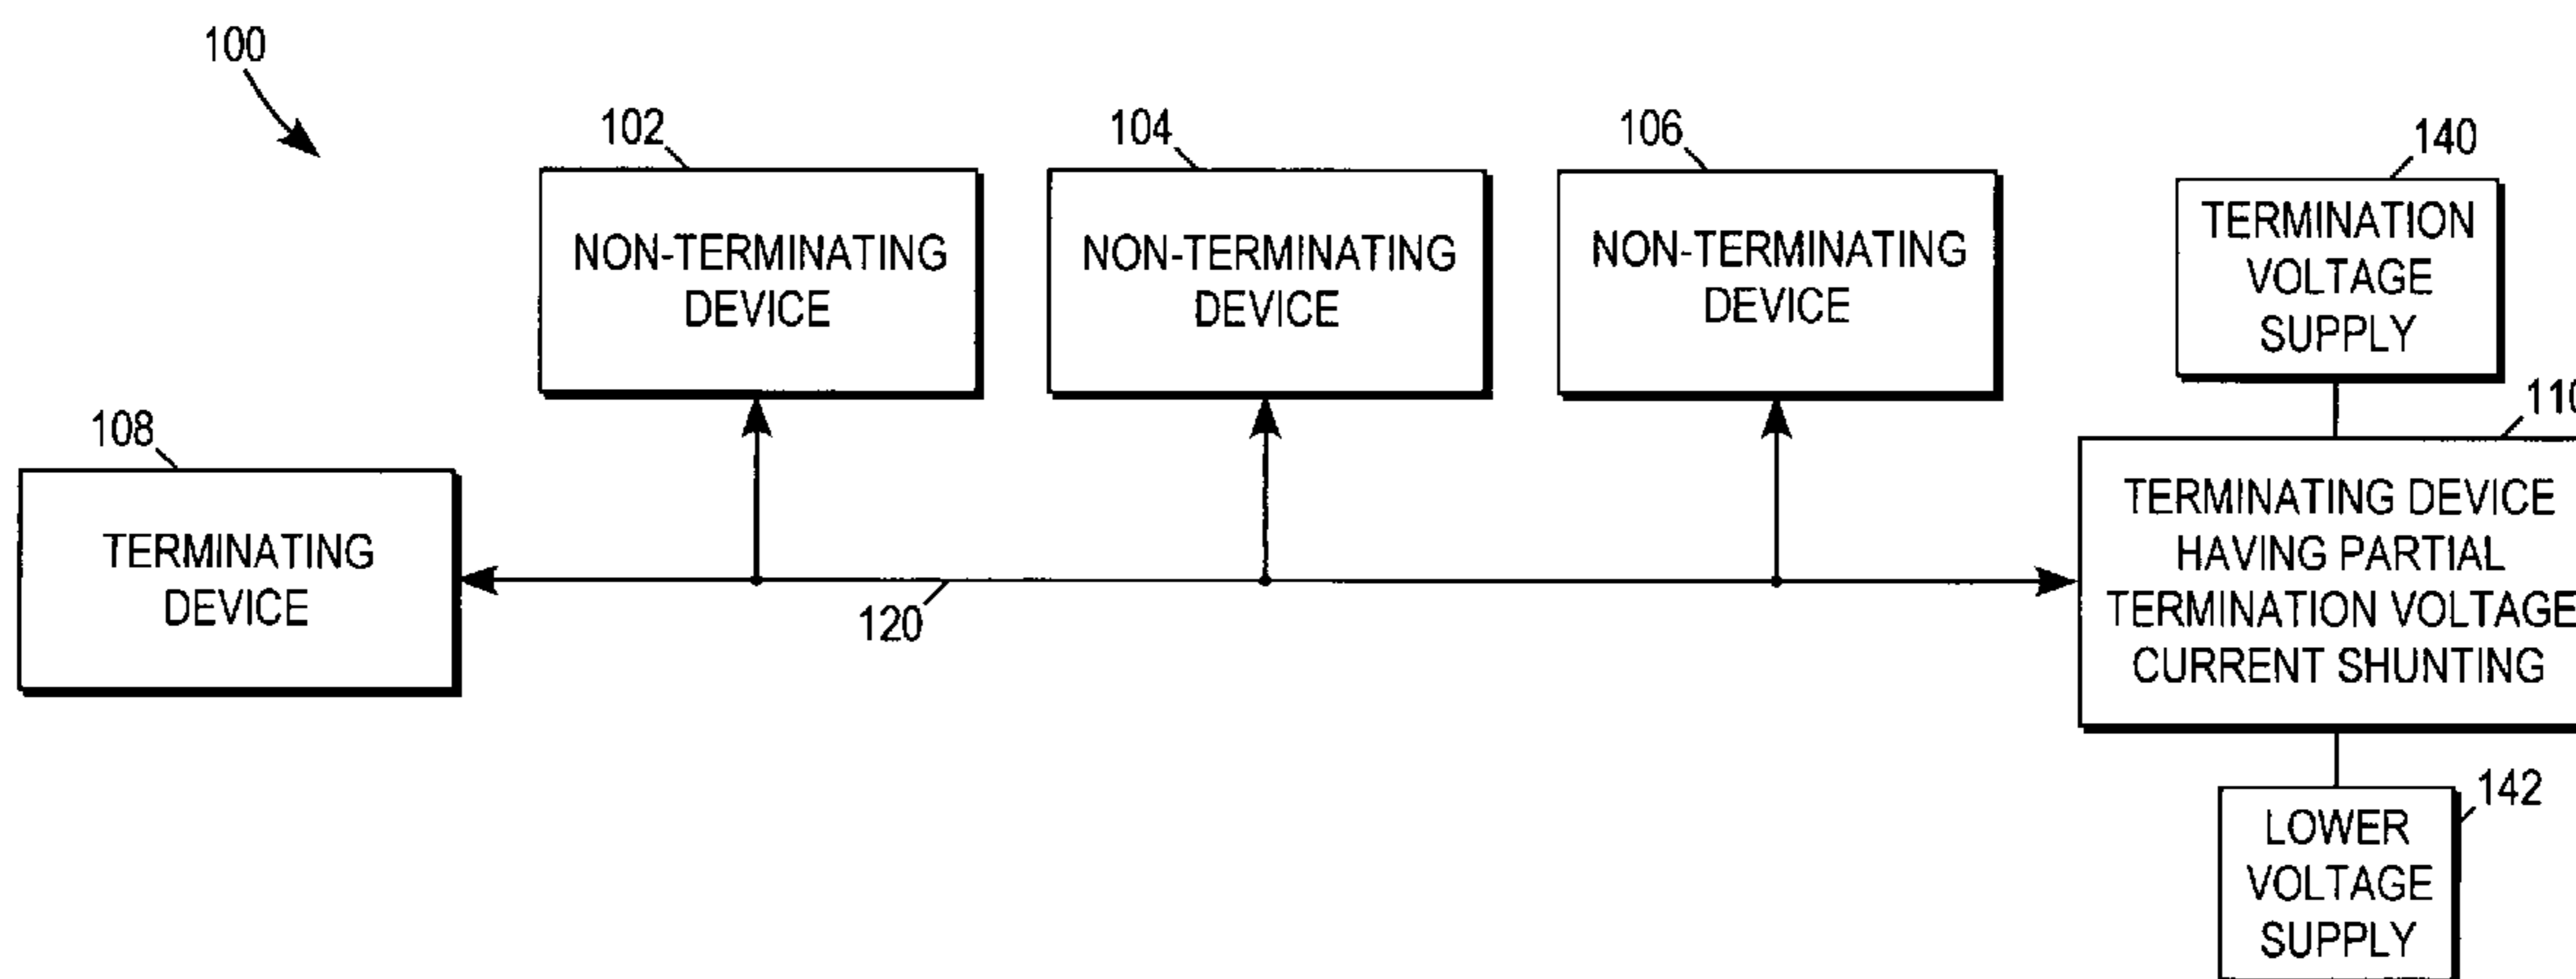 100
102
104
106
140
NON-TERMINATING
DEVICE
NON-TERMINATING
DEVICE
NON-TERMINATING
DEVICE
TERMINATION
VOLTAGE
SUPPLY
108
110
TERMINATING
DEVICE
120
TERMINATING DEVICE
HAVING PARTIAL
TERMINATION VOLTAGE
CURRENT SHUNTING
142
LOWER
VOLTAGE
SUPPLY